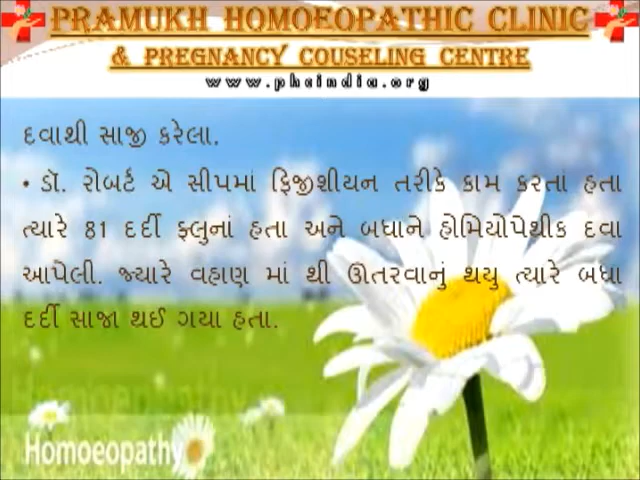 PRAMUKH HOMOEOPATHIC CLINIC
& PREGNANCY COUSELING CENTRE
www.phcindia.org
દવાથી સાજી કરેલા.
• ડૉ. રોબર્ટ એ સીપમાં ફિજીશીયન તરીકે કામ કરતાં હતા
ત્યારે 81 દર્દી ફ્લુનાં હતા અને બધાને હોમિયોપેથીક દવા
આપેલી. જ્યારે વહાણ માં થી ઊતરવાનું થયુ ત્યારે બધા
દર્દી સાજા થઈ ગયા હતા.
Homoeopathy